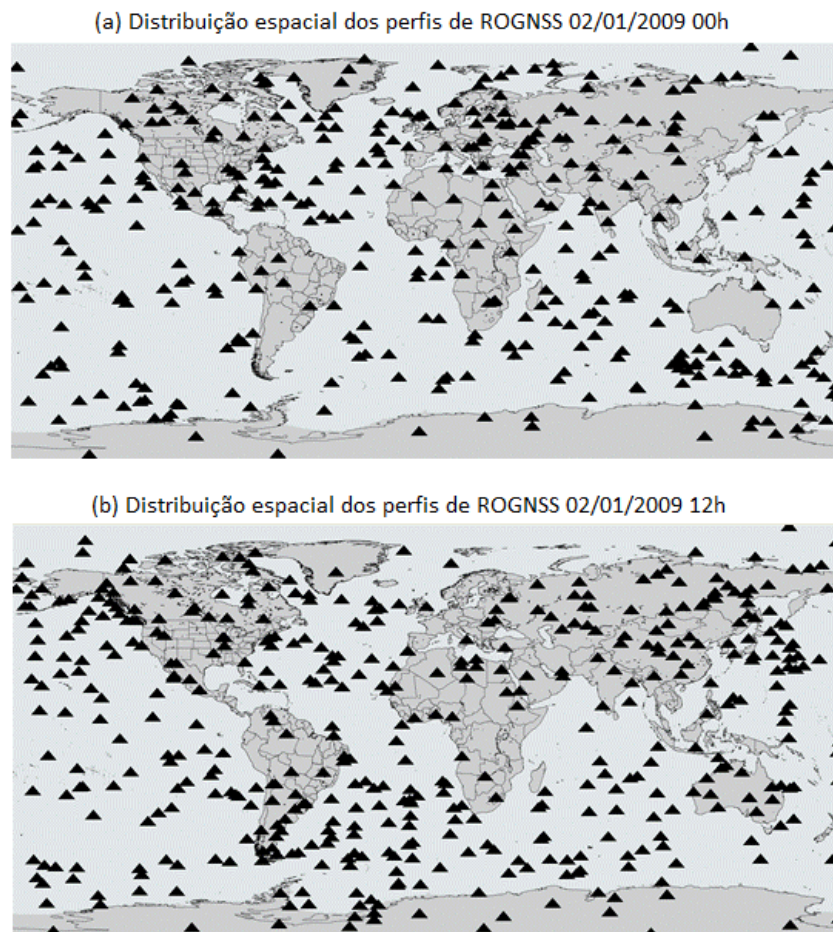 (a) Distribuição espacial dos perfis de ROGNSS 02/01/2009 00h
(b) Distribuição espacial dos perfis de ROGNSS 02/01/2009 12h